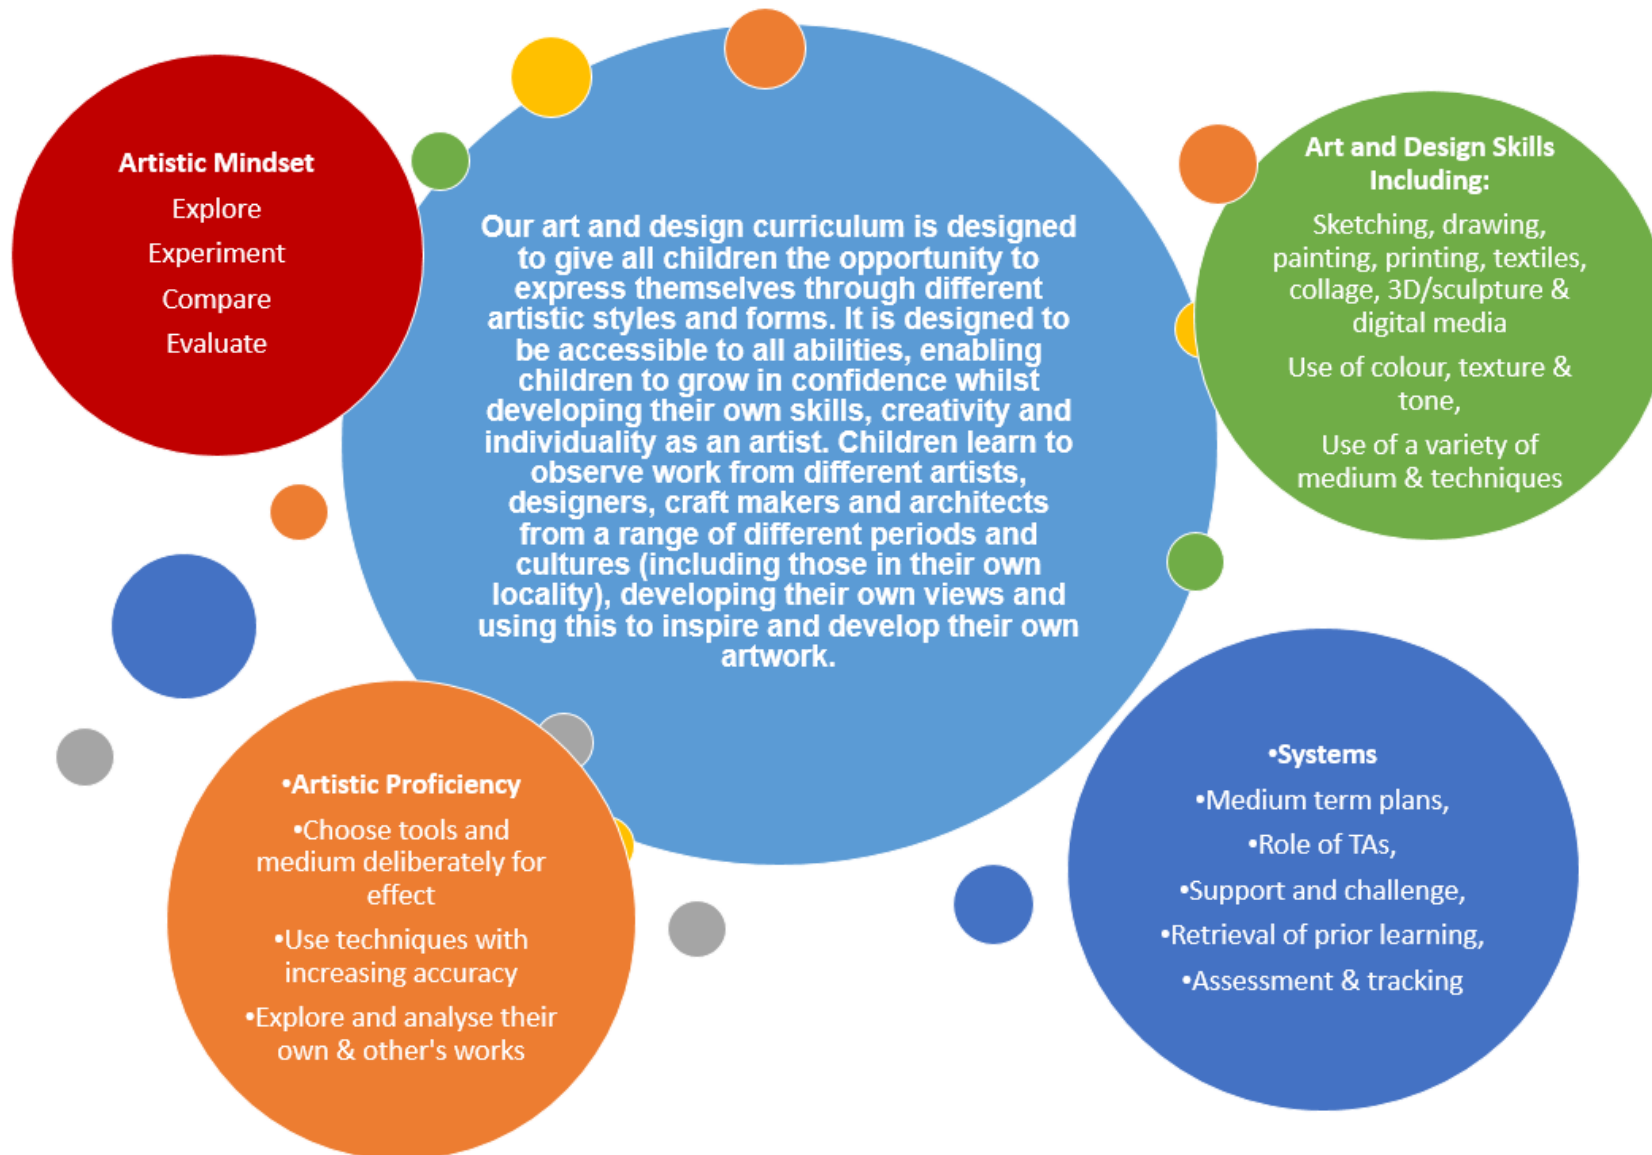 Artistic Mindset
Explore
Experiment
Compare
Evaluate
Our art and design curriculum is designed
to give all children the opportunity to
express themselves through different
artistic styles and forms. It is designed to
be accessible to all abilities, enabling
children to grow in confidence whilst
developing their own skills, creativity and
individuality as an artist. Children learn to
observe work from different artists,
designers, craft makers and architects
from a range of different periods and
cultures (including those in their own
locality), developing their own views and
using this to inspire and develop their own
artwork.
Art and Design Skills
Including:
Sketching, drawing,
painting, printing, textiles,
collage, 3D/sculpture &
digital media
Use of colour, texture &
tone,
Use of a variety of
medium & techniques
•Artistic Proficiency
•Choose tools and
medium deliberately for
effect
•Use techniques with
increasing accuracy
•Explore and analyse their
own & other's works
•Systems
•Medium term plans,
•Role of TAs,
•Support and challenge,
•Retrieval of prior learning,
•Assessment & tracking